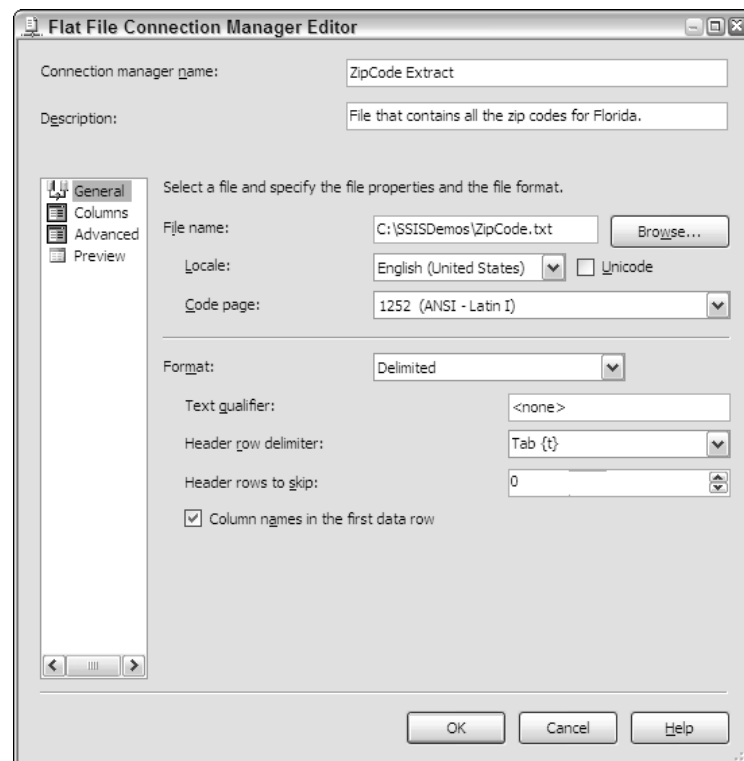 Flat File Connection Manager Editor
Connection manager name: ZipCode Extract
Description: File that contains all the zip codes for Florida.
General
Columns
Advanced
Preview
Select a file and specify the file properties and the file format.
File name: C:\SSISDemos\ZipCode.txt Browse...
Locale: English (United States) Unicode
Code page: 1252 (ANSI - Latin I)
Format: Delimited
Text qualifier: <none>
Header row delimiter: Tab {t}
Header rows to skip: 0
Column names in the first data row
OK Cancel Help